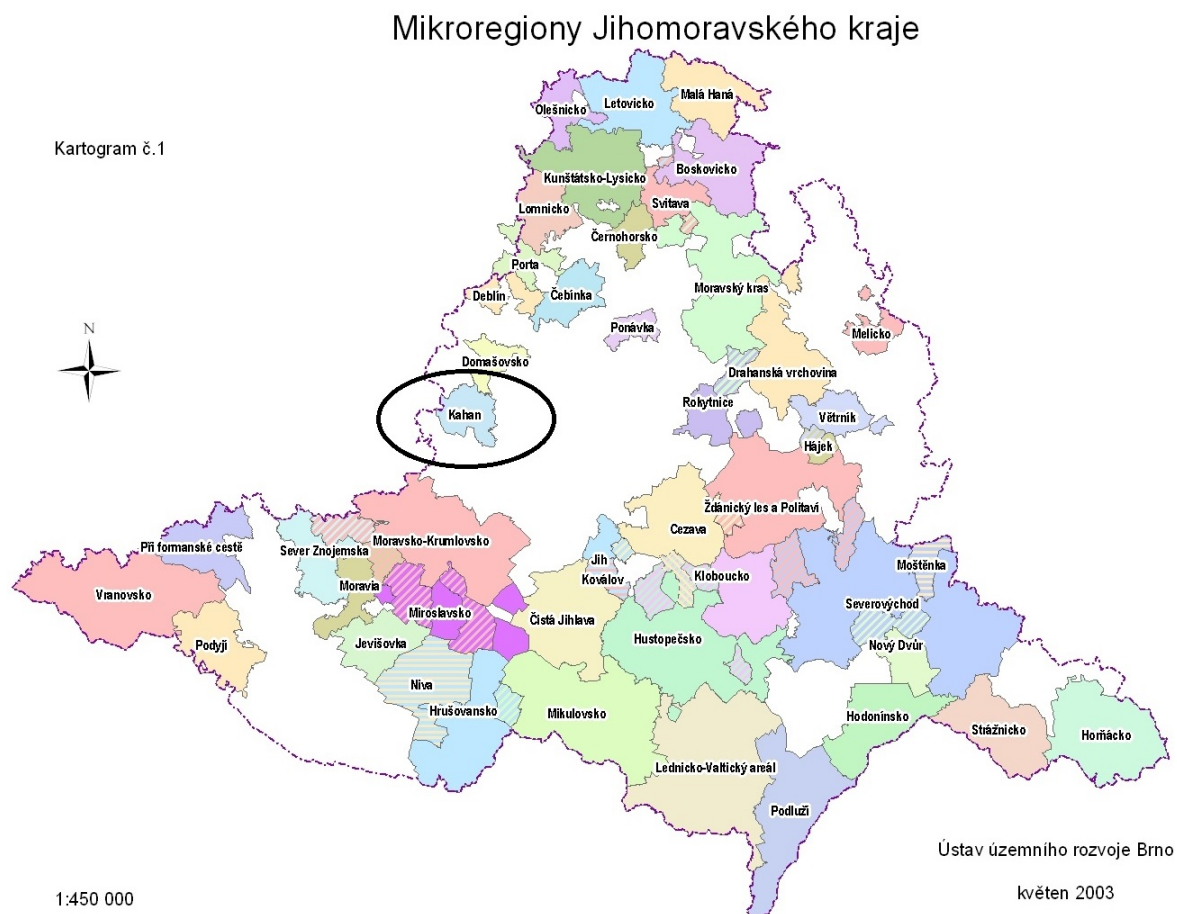 Mikroregiony Jihomoravského kraje
Kartogram č.1
Olešnicko
Letovicko
Malá Haná
Kunštátsko-Lysicko
Boskovicko
Lomnicko
Svitava
Černohorsko
Porta
Deblín
Čebínka
Moravský kras
Ponávka
Melicko
N
Domašovsko
Drahanská vrchovina
Kahan
Rokytnice
Větrník
Hájek
Ždánický les a Politaví
Cezava
Při formanské cestě
Sever Znojemska
Moravsko-Krumlovsko
Jih
Koválov
Kloboucko
Moštěnka
Vranovsko
Moravia
Miroslavsko
Čistá Jihlava
Severovýchod
Podyjí
Jevišovka
Hustopečsko
Nový Dvůr
Niva
Hrušovansko
Mikulovsko
Hodonínsko
Strážnicko
Horňácko
Lednicko-Valtický areál
Podluží
Ústav územního rozvoje Brno
květen 2003
1:450 000